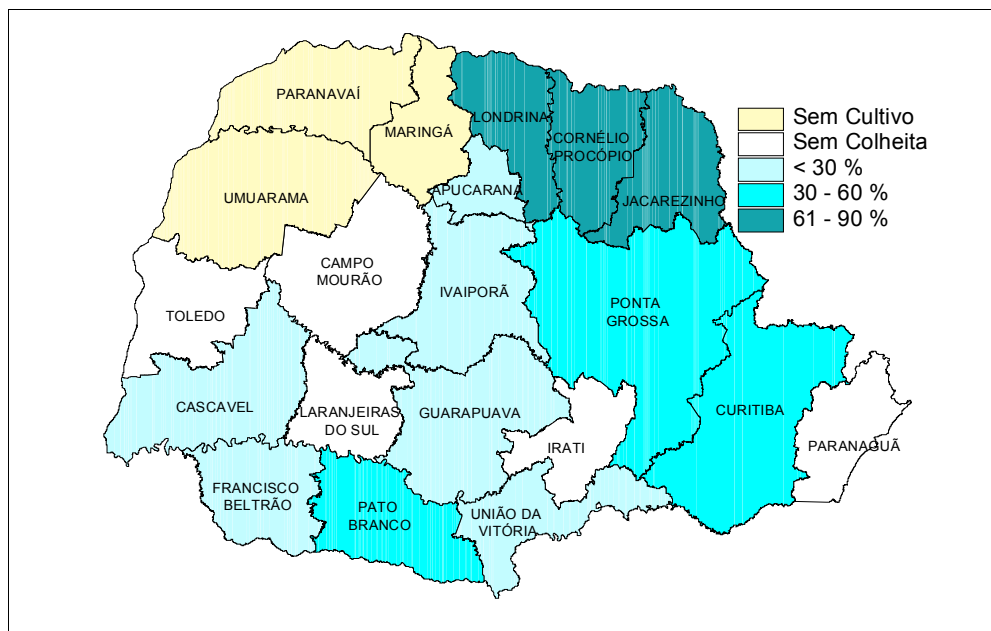 PARANAVAÍ
MARINGÁ
LONDRINA
CORNÉLIO
PROCÓPIO
JACAREZINHO
UMUARAMA
APUCARANA
CAMPO
MOURÃO
IVAIPORÃ
TOLEDO
PONTA
GROSSA
CASCAVEL
LARANJEIRAS
DO SUL
GUARAPUAVA
IRATI
CURITIBA
PARANAGUÃ
FRANCISCO
BELTRÃO
PATO
BRANCO
UNIÃO DA
VITÓRIA
Sem Cultivo
Sem Colheita
< 30 %
30 - 60 %
61 - 90 %